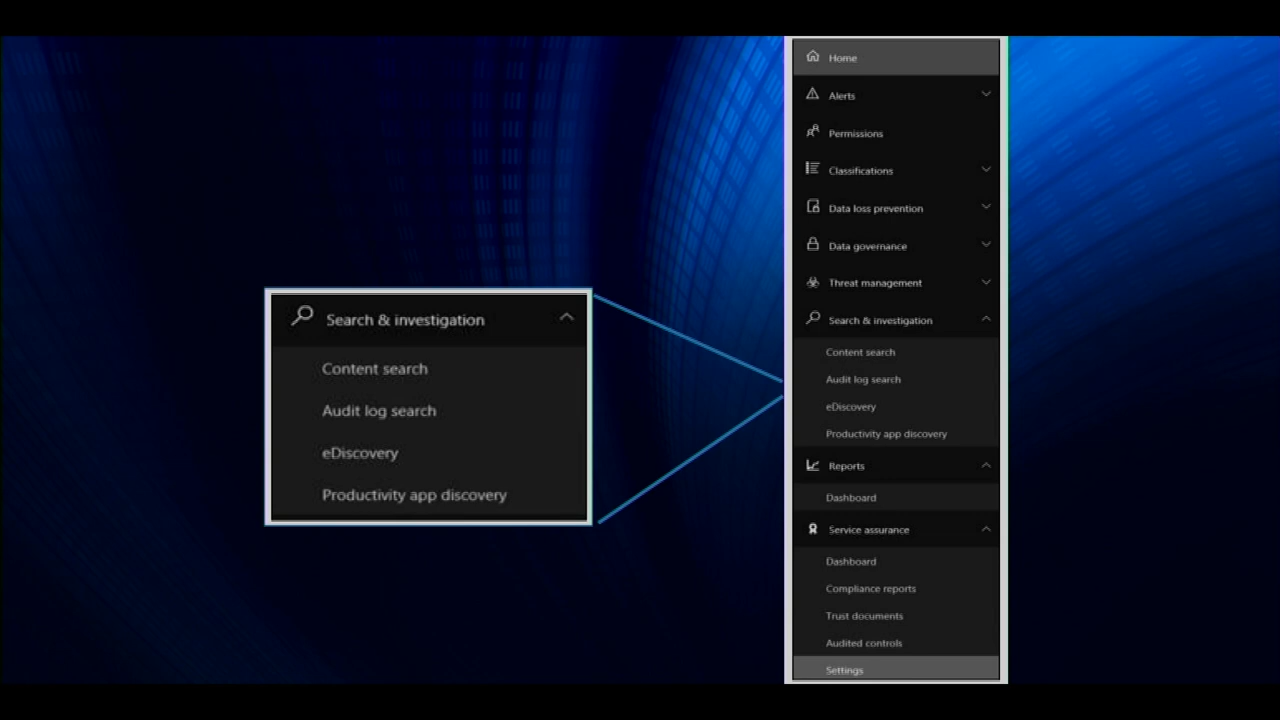 Search & investigation
Content search
Audit log search
eDiscovery
Productivity app discovery
Home
Alerts
Permissions
Classifications
Data loss prevention
Data governance
Threat management
Search & investigation
Content search
Audit log search
eDiscovery
Productivity app discovery
Reports
Dashboard
Service assurance
Dashboard
Compliance reports
Trust documents
Audited controls
Settings